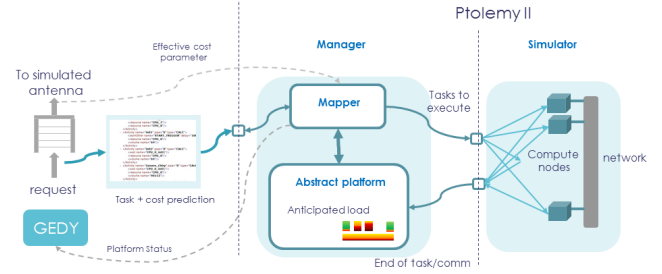 Ptolemy II
Effective cost
parameter
Manager
Simulator
To simulated
antenna
Mapper
Tasks to
execute
Compute
nodes
network
request
Task + cost prediction
Abstract platform
Anticipated load
GEDY
Platform Status
End of task/comm